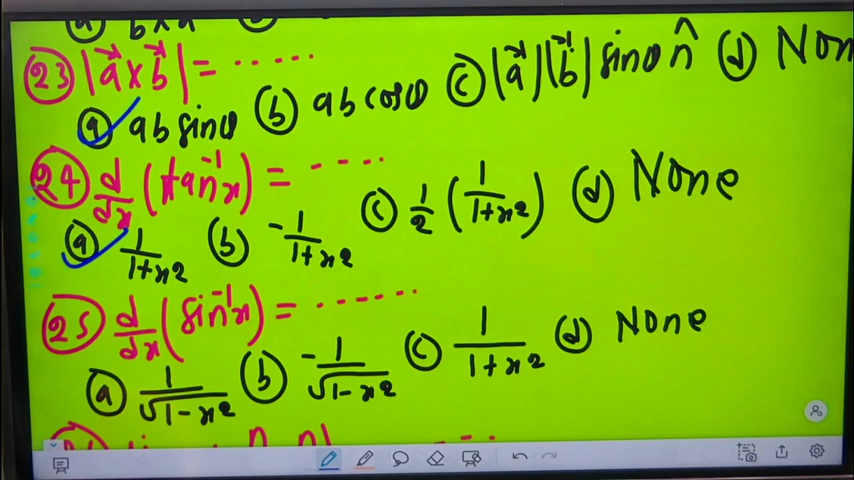 ⓐ b×a ⓑ
㉓ |a⃗×b⃗| = ......
ⓐ ab sinθ ⓑ ab cosθ ⓒ |a⃗||b⃗| sinθ n̂ ⓓ Non
㉔ d/dx (tan⁻¹x) = ......
ⓐ 1/1+x² ⓑ -1/1+x² ⓒ 1/2 (1/1+x²) ⓓ None
㉕ d/dx (sin⁻¹x) = ......
ⓐ 1/√1-x² ⓑ -1/√1-x² ⓒ 1/1+x² ⓓ None